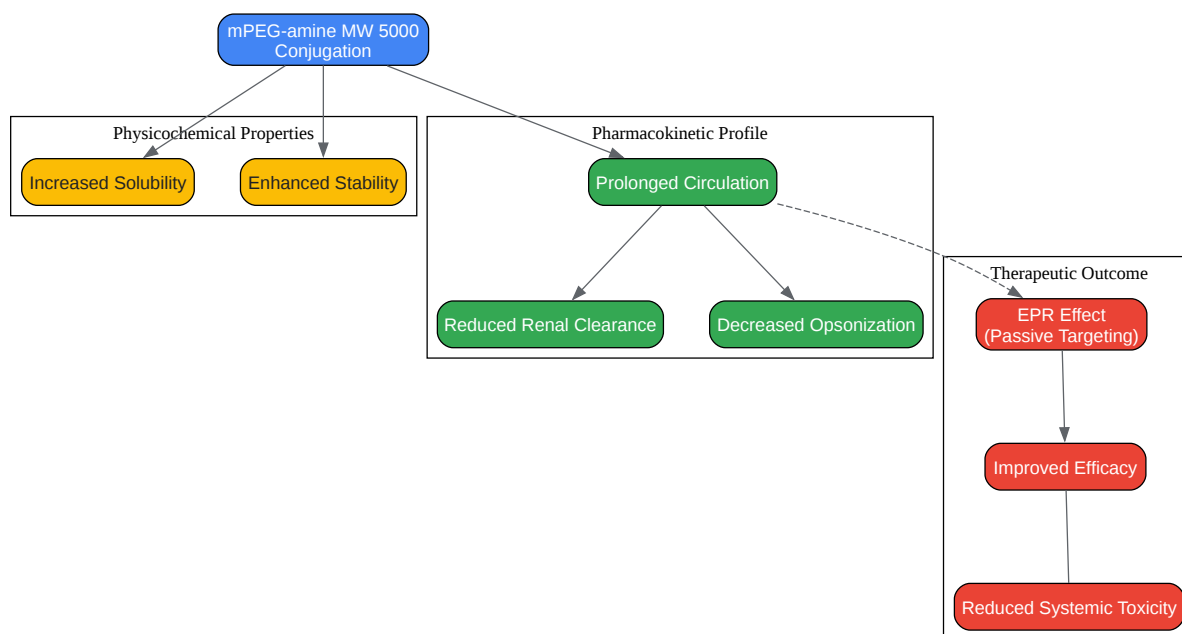 mPEG-amine MW 5000
Conjugation
Physicochemical Properties
Increased Solubility
Enhanced Stability
Pharmacokinetic Profile
Prolonged Circulation
Reduced Renal Clearance
Decreased Opsonization
Therapeutic Outcome
EPR Effect
(Passive Targeting)
Improved Efficacy
Reduced Systemic Toxicity